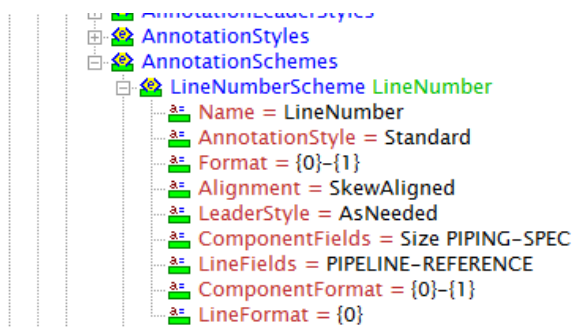 AnnotationLeaderStyles
AnnotationStyles
AnnotationSchemes
LineNumberScheme LineNumber
Name = LineNumber
AnnotationStyle = Standard
Format = {0}-{1}
Alignment = SkewAligned
LeaderStyle = AsNeeded
ComponentFields = Size PIPING-SPEC
LineFields = PIPELINE-REFERENCE
ComponentFormat = {0}-{1}
LineFormat = {0}